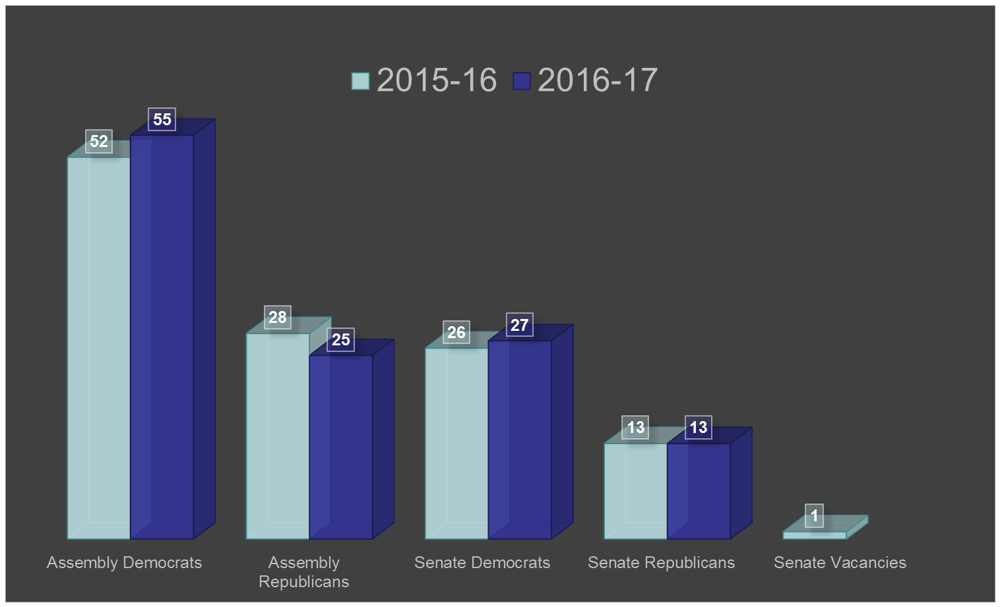 2015-16 2016-17
52 55
28 25
26 27
13 13
1
Assembly Democrats
Assembly
Republicans
Senate Democrats
Senate Republicans
Senate Vacancies